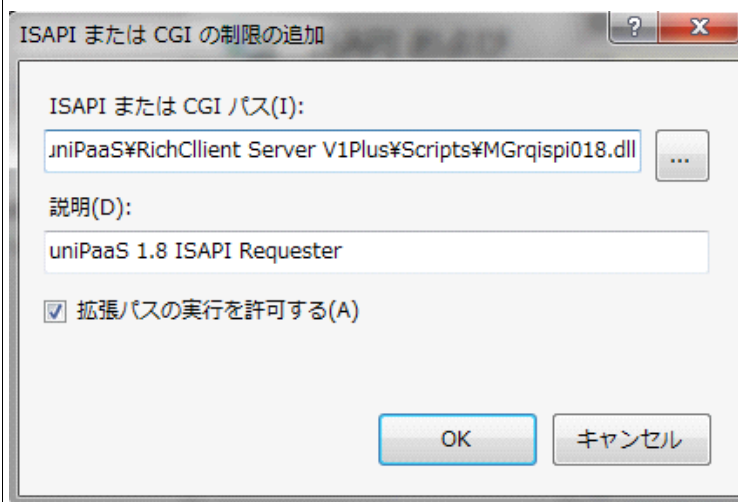 ISAPI または CGI の制限の追加
ISAPI または CGI パス(I):
uniPaaS¥RichCllient Server V1Plus¥Scripts¥MGrqispi018.dll
...
説明(D):
uniPaaS 1.8 ISAPI Requester
拡張パスの実行を許可する(A)
OK
キャンセル